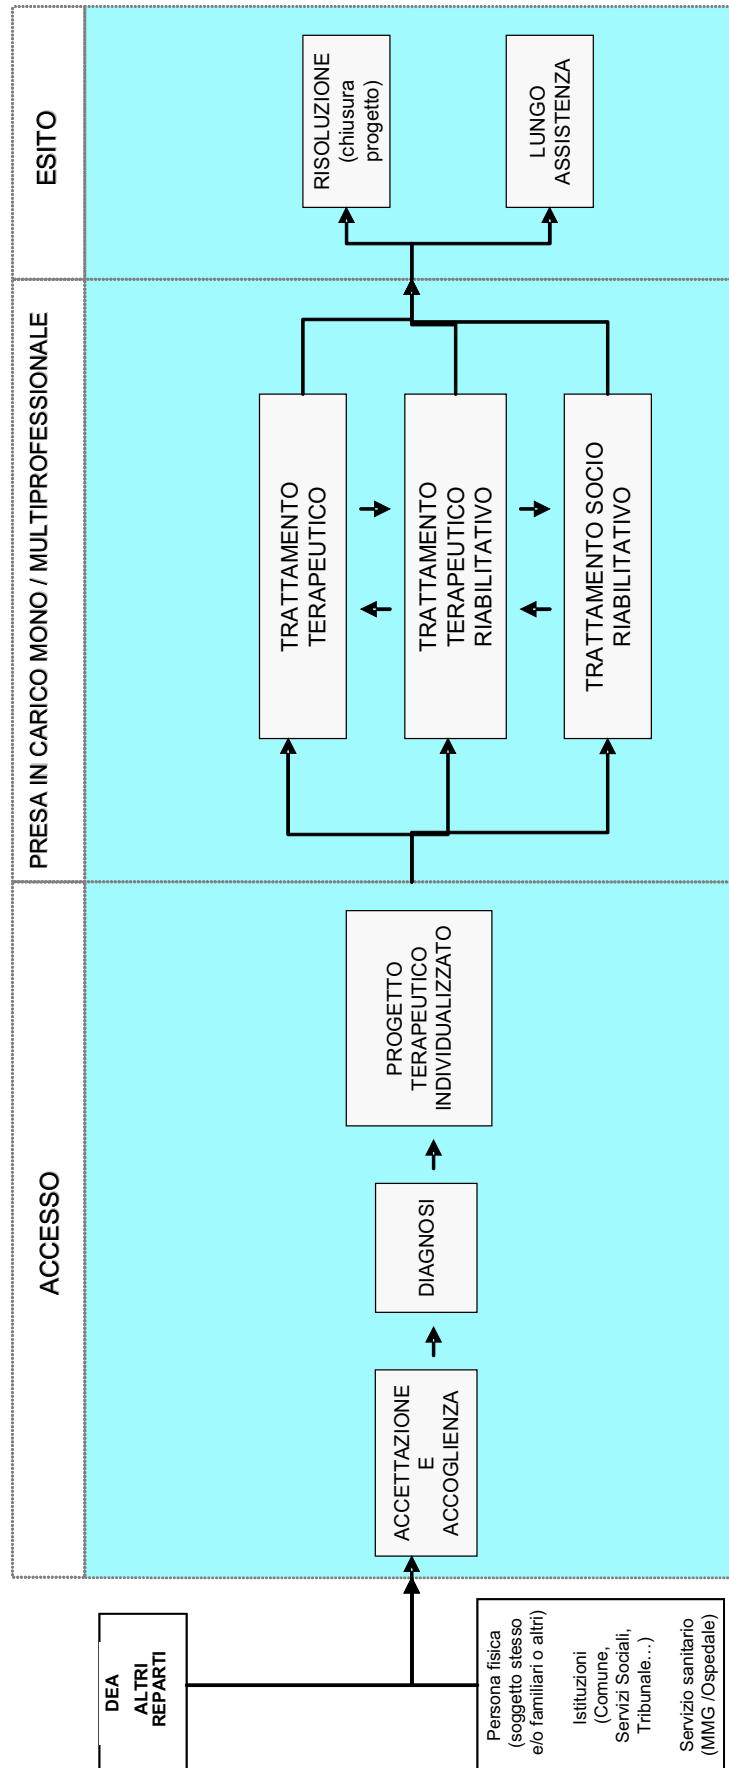 ACCESSO
PRESA IN CARICO MONO / MULTIPROFESSIONALE
ESITO
DEA
ALTRI
REPARTI
Persona fisica
(soggetto stesso
e/o familiari o altri)
Istituzioni
(Comune,
Servizi Sociali,
Tribunale...)
Servizio sanitario
(MMG /Ospedale)
ACCETTAZIONE
E
ACCOGLIENZA
DIAGNOSI
PROGETTO
TERAPEUTICO
INDIVIDUALIZZATO
TRATTAMENTO
TERAPEUTICO
TRATTAMENTO
TERAPEUTICO
RIABILITATIVO
TRATTAMENTO SOCIO
RIABILITATIVO
RISOLUZIONE
(chiusura
progetto)
LUNGO
ASSISTENZA